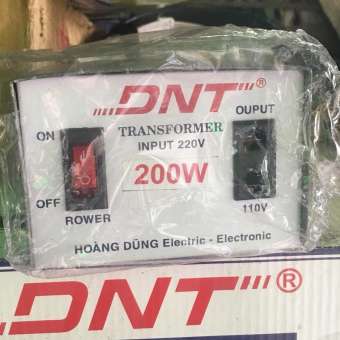 DNT®
ON
TRANSFORMER
OUPUT
INPUT 220V
200W
OFF
ROWER
110V
HOÀNG DŨNG Electric - Electronic
DNT®